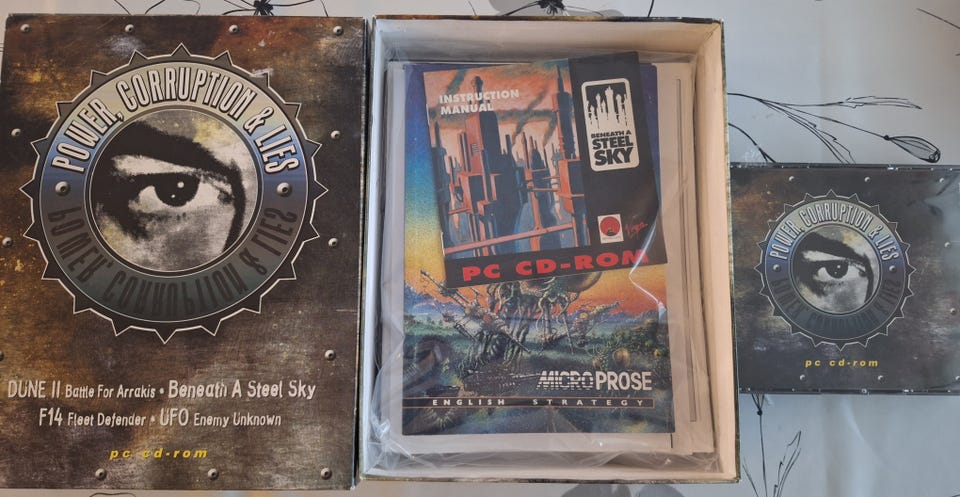 POWER, CORRUPTION & LIES
POWER, CORRUPTION & LIES
DUNE II Battle For Arrakis • Beneath A Steel Sky
F14 Fleet Defender • UFO Enemy Unknown
pc cd-rom
INSTRUCTION
MANUAL
BENEATH A
STEEL
SKY
Virgin
PC CD-ROM
MICROPROSE
ENGLISH STRATEGY
POWER, CORRUPTION & LIES
POWER, CORRUPTION & LIES
pc cd-rom